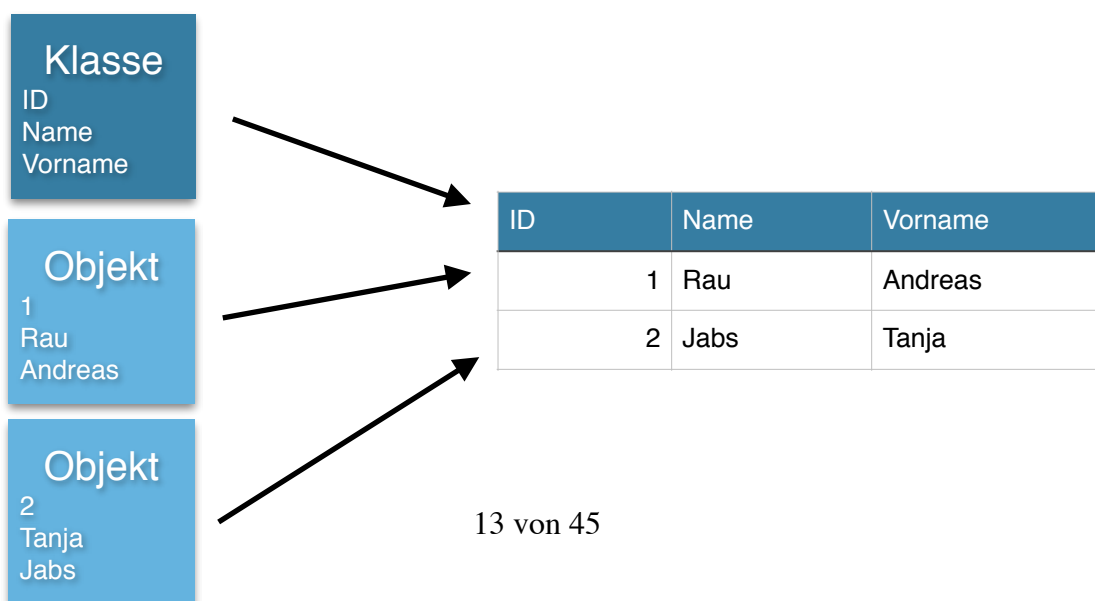 Klasse
ID
Name
Vorname
Objekt
1
Rau
Andreas
Objekt
2
Tanja
Jabs
ID Name Vorname
1 Rau Andreas
2 Jabs Tanja
13 von 45